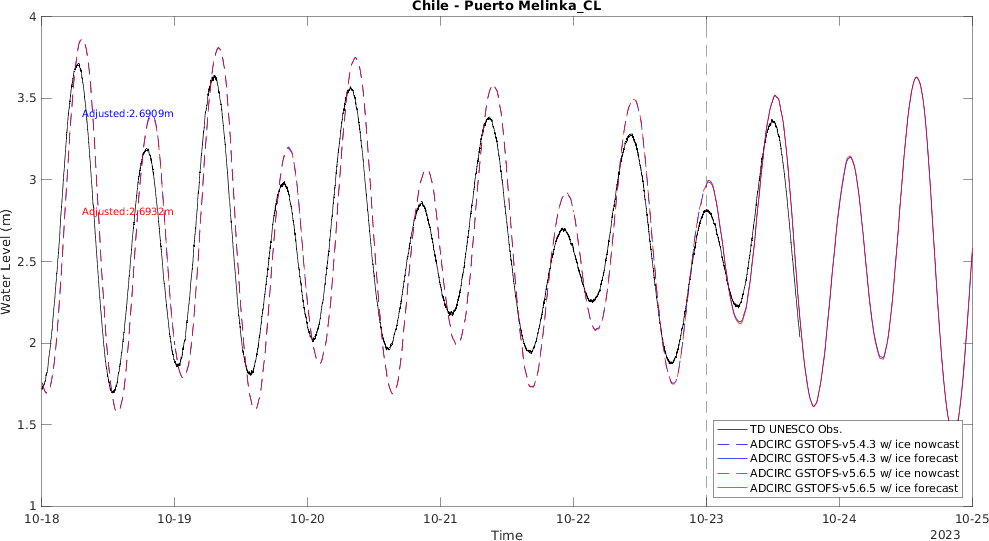 Chile - Puerto Melinka_CL
4
3.5
3
2.5
2
1.5
1
Water Level (m)
Adjusted:2.6909m
Adjusted:2.6932m
TD UNESCO Obs.
ADCIRC GSTOFS-v5.4.3 w/ ice nowcast
ADCIRC GSTOFS-v5.4.3 w/ ice forecast
ADCIRC GSTOFS-v5.6.5 w/ ice nowcast
ADCIRC GSTOFS-v5.6.5 w/ ice forecast
10-18 10-19 10-20 10-21 10-22 10-23 10-24 10-25
Time
2023